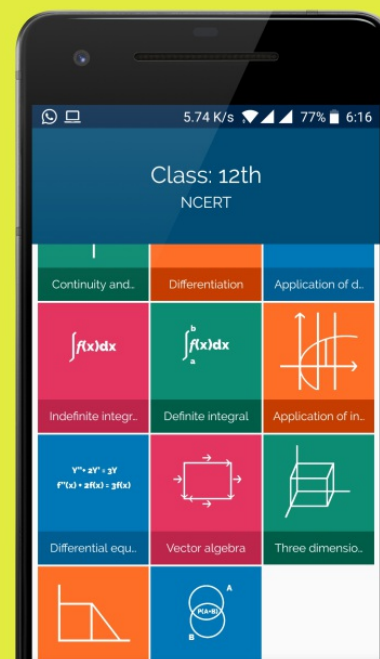 5.74 K/s 77% 6:16
Class: 12th
NCERT
Continuity and..
Differentiation
Application of d..
∫f(x)dx
b
∫f(x)dx
a
Indefinite integr..
Definite integral
Application of in..
Y''+ 2Y' = 3Y
f''(x) + 2f(x) = 3f(x)
Differential equ..
Vector algebra
Three dimensio..
A
P(A∩B)
B